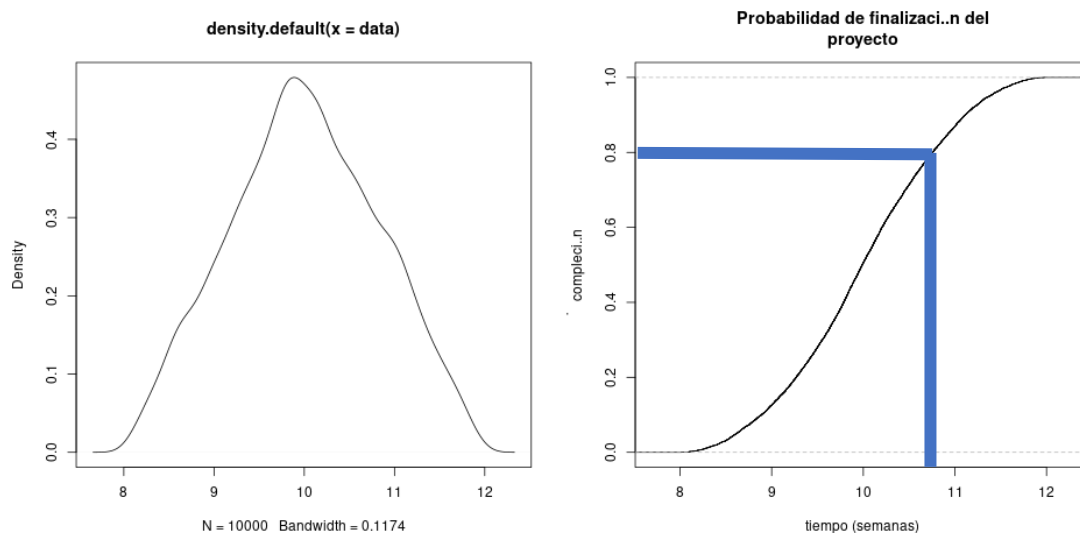 density.default(x = data)
Density
0.0
0.1
0.2
0.3
0.4
8 9 10 11 12
N = 10000 Bandwidth = 0.1174
Probabilidad de finalizaci..n del
proyecto
compleci..n
0.0
0.2
0.4
0.6
0.8
1.0
8 9 10 11 12
tiempo (semanas)